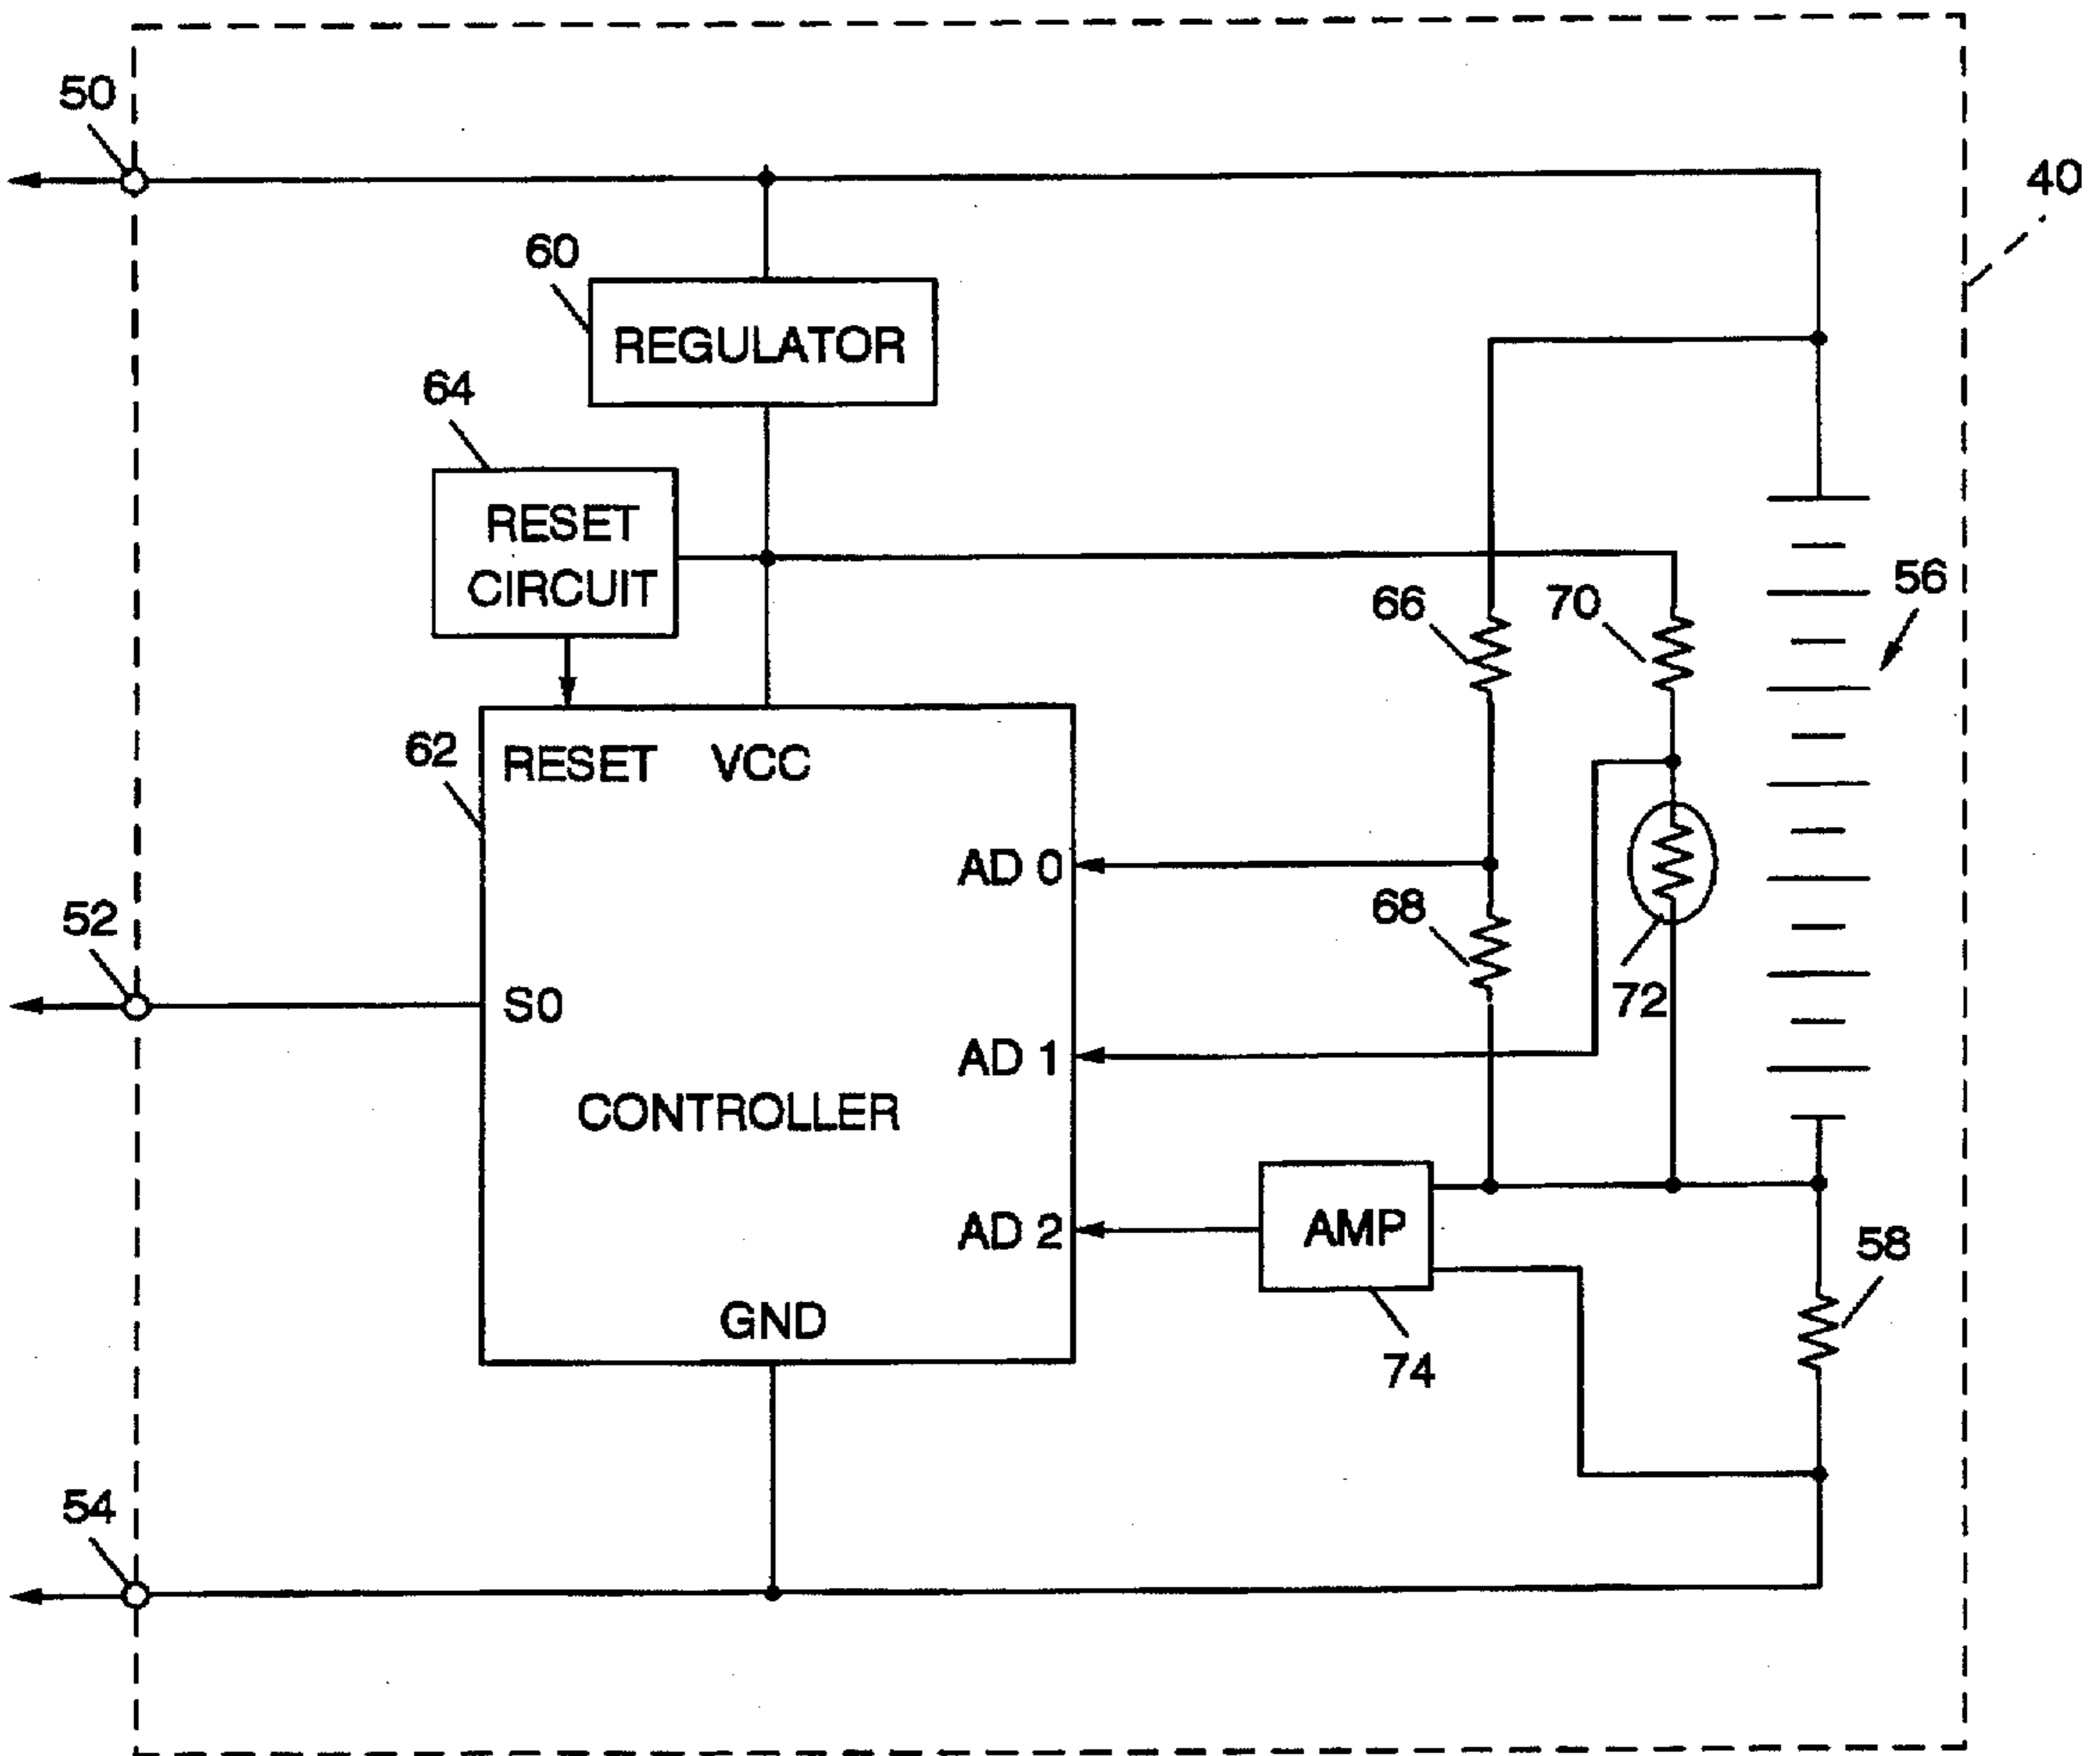 50
40
60
REGULATOR
64
RESET
CIRCUIT
56
66
70
62
RESET VCC
AD 0
68
52
72
S0
AD 1
CONTROLLER
AMP
AD 2
58
GND
74
54